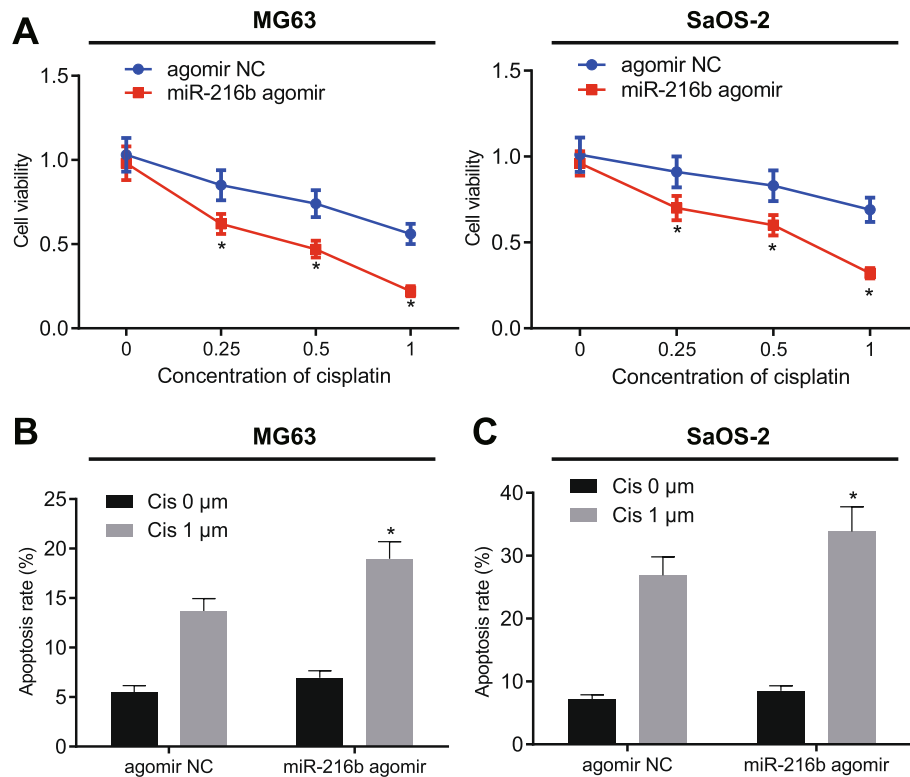 A
MG63
agomir NC
miR-216b agomir
Cell viability
1.5
1.0
0.5
0.0
*
*
*
0 0.25 0.5 1
Concentration of cisplatin
SaOS-2
agomir NC
miR-216b agomir
Cell viability
1.5
1.0
0.5
0.0
*
*
*
0 0.25 0.5 1
Concentration of cisplatin
B
MG63
Cis 0 µm
Cis 1 µm
Apoptosis rate (%)
25
20
15
10
5
0
*
agomir NC miR-216b agomir
C
SaOS-2
Cis 0 µm
Cis 1 µm
Apoptosis rate (%)
40
30
20
10
0
*
agomir NC miR-216b agomir